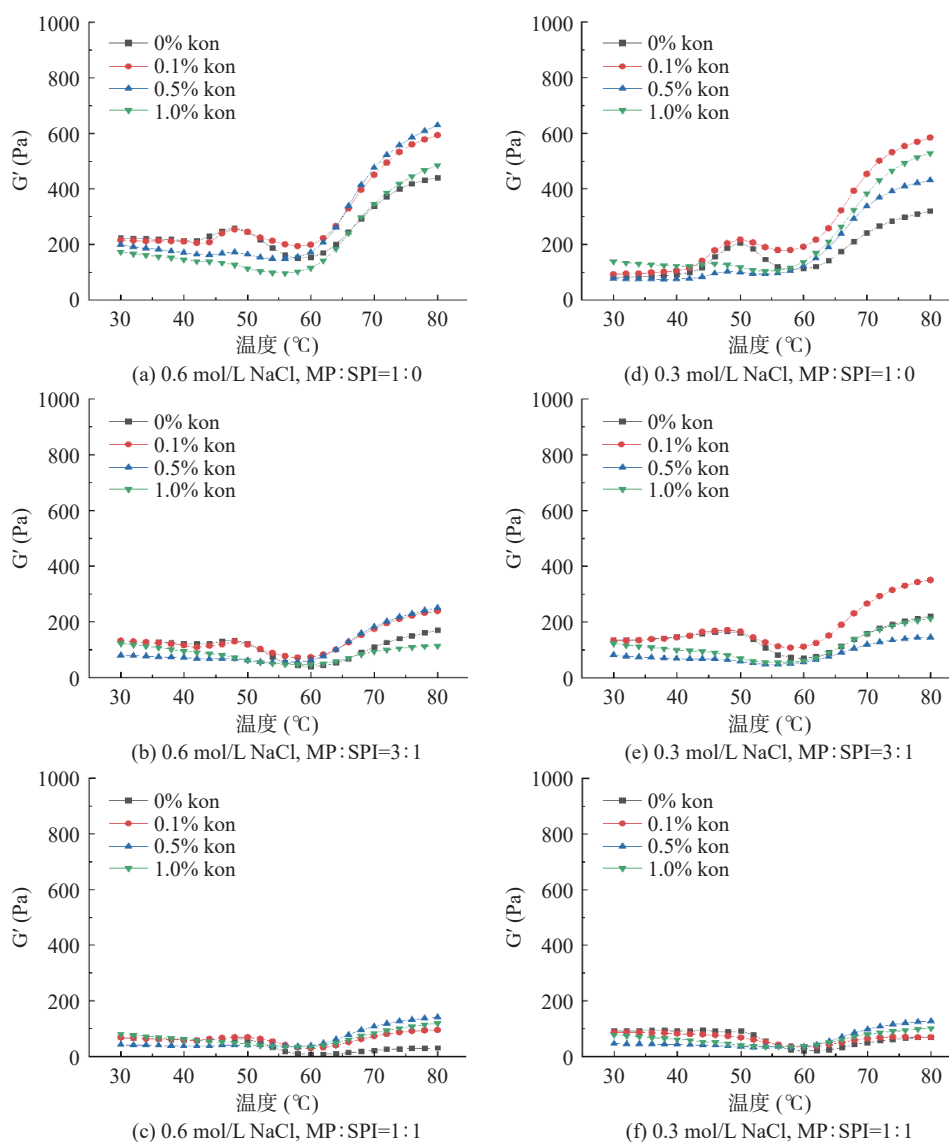 1000
800
600
400
200
0
G′ (Pa)
0% kon
0.1% kon
0.5% kon
1.0% kon
30 40 50 60 70 80
温度 (℃)
(a) 0.6 mol/L NaCl, MP∶SPI=1∶0
1000
800
600
400
200
0
G′ (Pa)
0% kon
0.1% kon
0.5% kon
1.0% kon
30 40 50 60 70 80
温度 (℃)
(d) 0.3 mol/L NaCl, MP∶SPI=1∶0
1000
800
600
400
200
0
G′ (Pa)
0% kon
0.1% kon
0.5% kon
1.0% kon
30 40 50 60 70 80
温度 (℃)
(b) 0.6 mol/L NaCl, MP∶SPI=3∶1
1000
800
600
400
200
0
G′ (Pa)
0% kon
0.1% kon
0.5% kon
1.0% kon
30 40 50 60 70 80
温度 (℃)
(e) 0.3 mol/L NaCl, MP∶SPI=3∶1
1000
800
600
400
200
0
G′ (Pa)
0% kon
0.1% kon
0.5% kon
1.0% kon
30 40 50 60 70 80
温度 (℃)
(c) 0.6 mol/L NaCl, MP∶SPI=1∶1
1000
800
600
400
200
0
G′ (Pa)
0% kon
0.1% kon
0.5% kon
1.0% kon
30 40 50 60 70 80
温度 (℃)
(f) 0.3 mol/L NaCl, MP∶SPI=1∶1